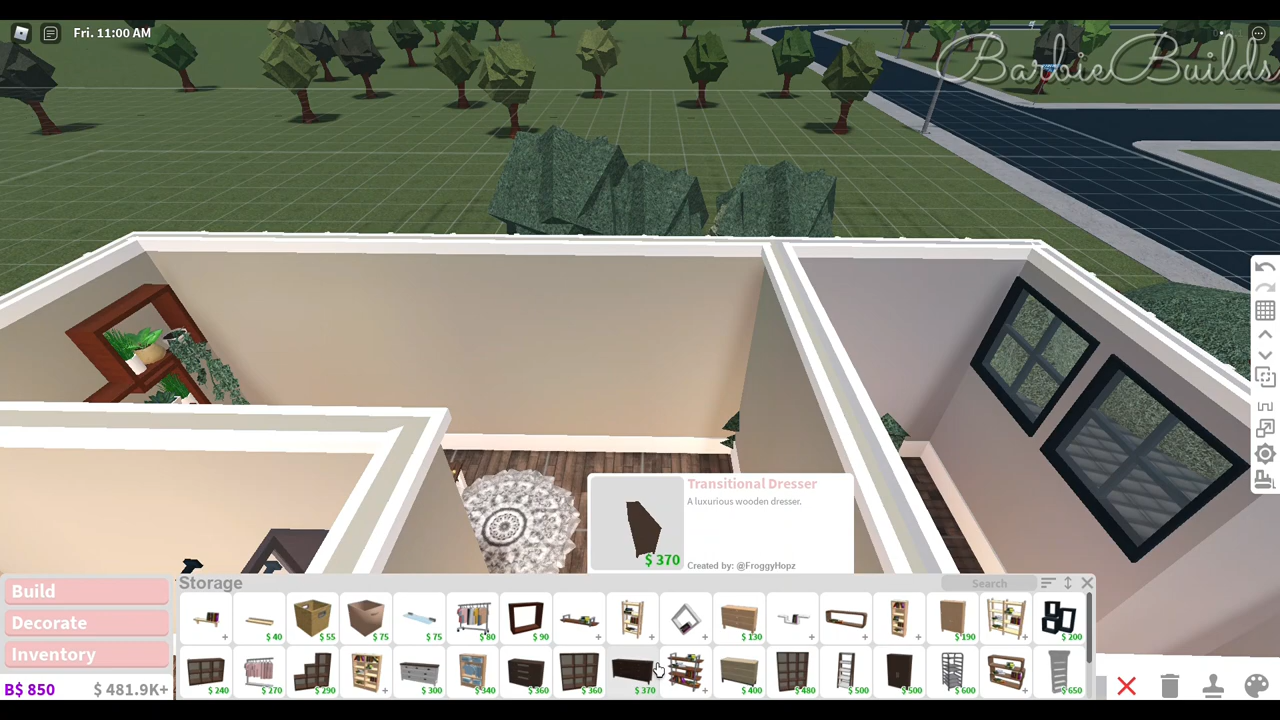 Fri. 11:00 AM
BarbieBuilds
Transitional Dresser
A luxurious wooden dresser.
$ 370
Created by: @FroggyHopz
Storage
Search
Build
Decorate
Inventory
B$ 850
$ 481.9K+
+ $ 40 $ 55 $ 75 $ 75 $ 80 $ 90 + + + $ 130 + + + $190 + $ 200
$ 240 $ 270 $ 290 + $ 300 $ 340 $ 360 $ 360 $ 370 + $ 400 $ 480 $ 500 $ 500 $ 600 + $ 650